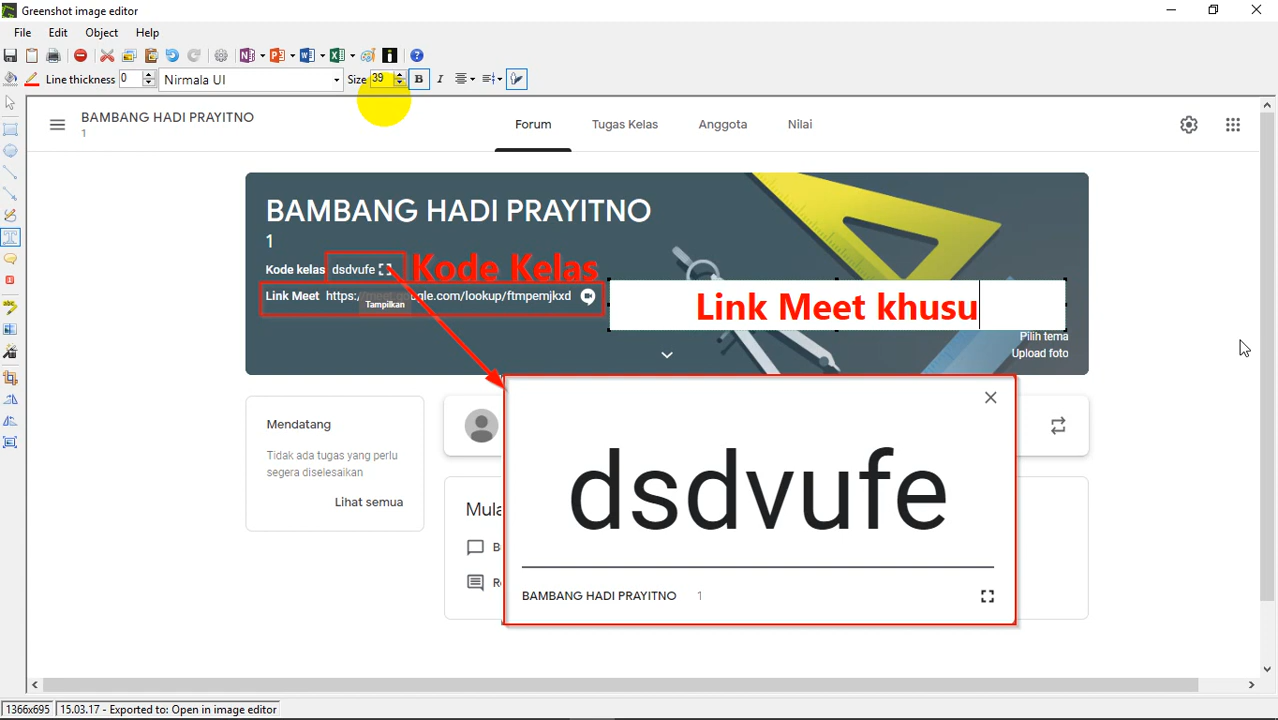 Greenshot image editor
File Edit Object Help
Line thickness 0 Nirmala UI Size 39 B I
BAMBANG HADI PRAYITNO
1
Forum Tugas Kelas Anggota Nilai
BAMBANG HADI PRAYITNO
1
Kode kelas dsdvufe Kode Kelas
Link Meet https:/ gle.com/lookup/ftmpemjkxd
Tampilkan
Link Meet khusu
Pilih tema
Upload foto
Mendatang
Tidak ada tugas yang perlu
segera diselesaikan
Lihat semua
dsdvufe
Mula
B
R
BAMBANG HADI PRAYITNO 1
1366x695 15.03.17 - Exported to: Open in image editor